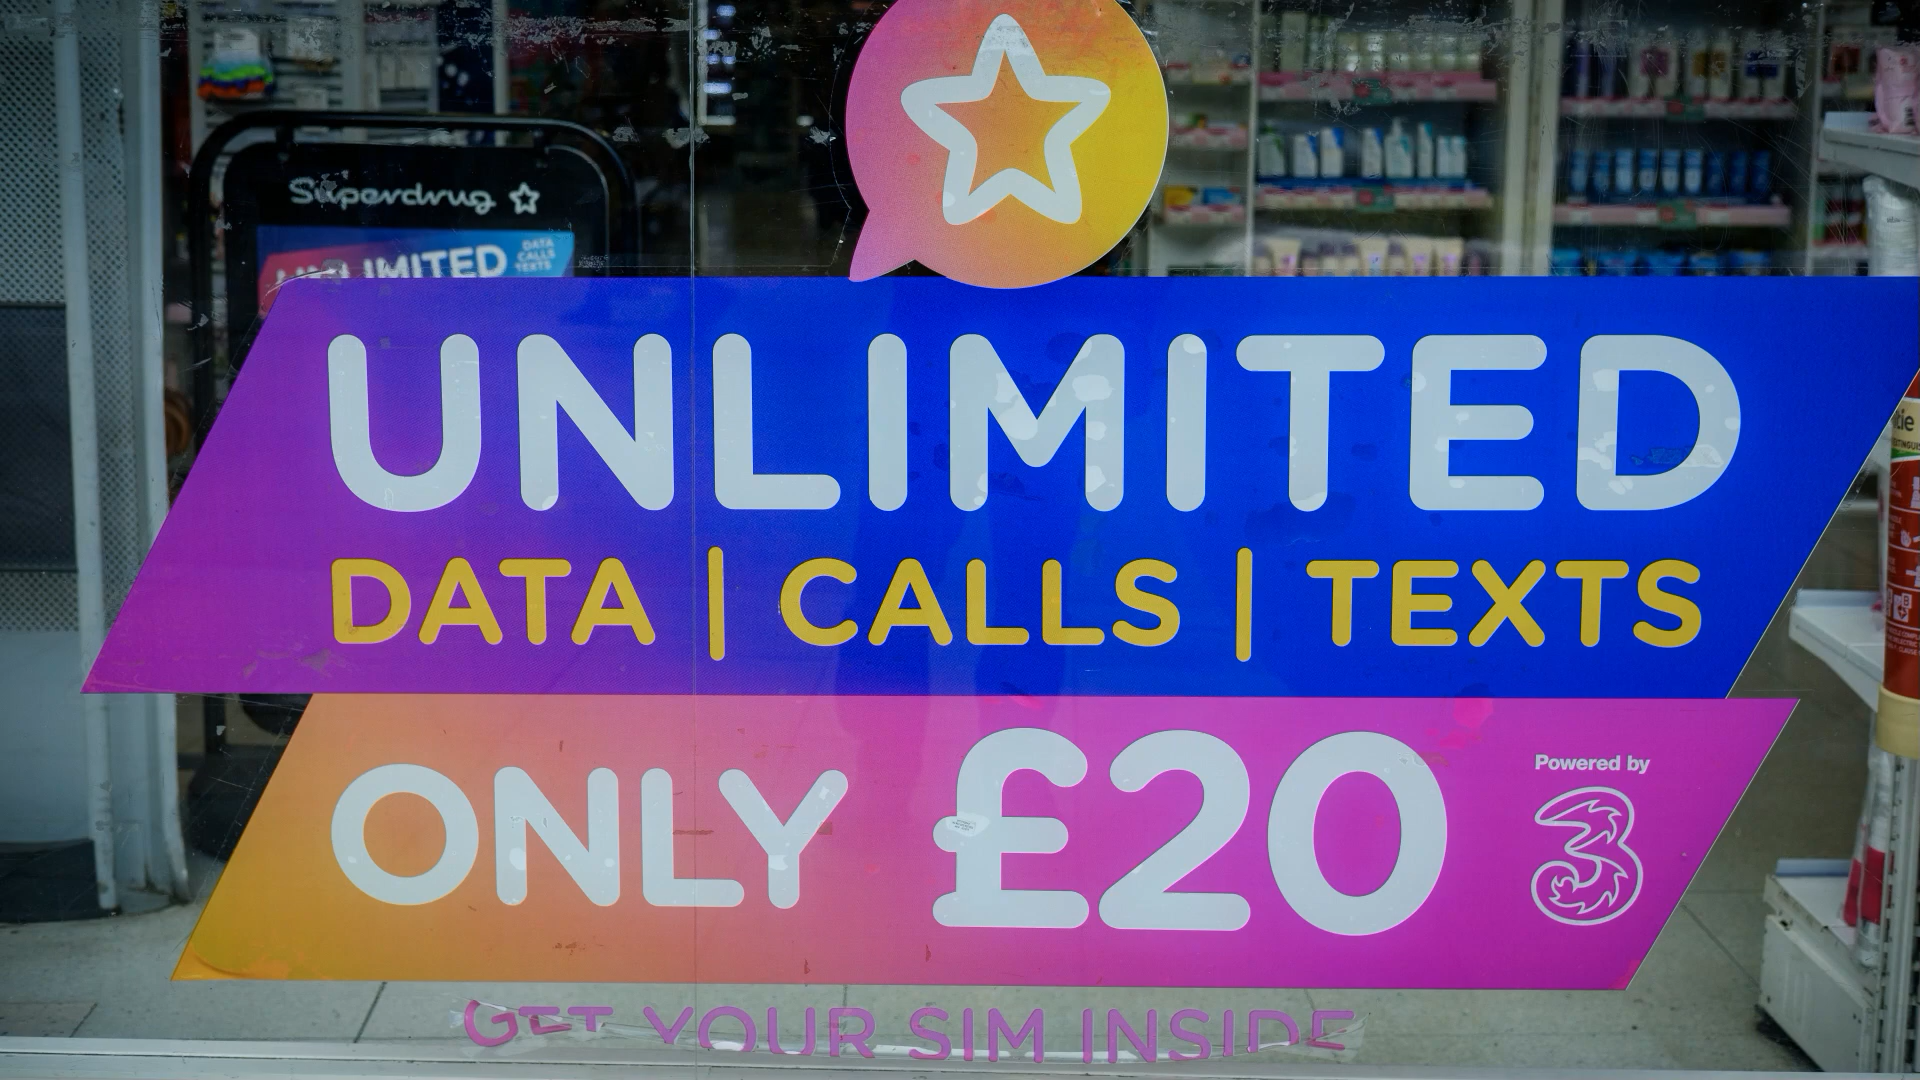 Superdrug
UNLIMITED
DATA
CALLS
TEXTS
UNLIMITED
DATA | CALLS | TEXTS
ONLY £20
Powered by
3
GET YOUR SIM INSIDE